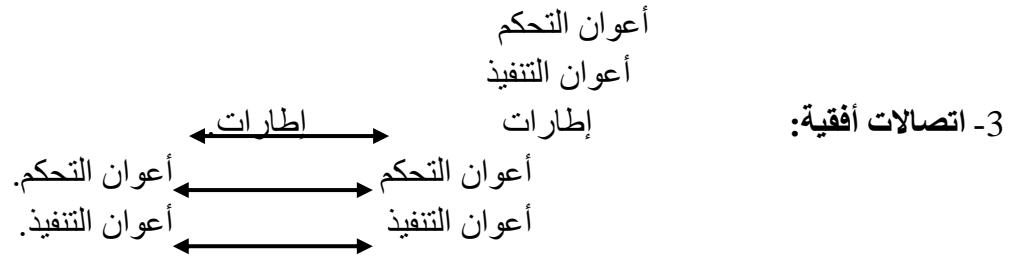 أعوان التحكم
أعوان التنفيذ
3- اتصالات أفقية: إطارات إطارات.
أعوان التحكم أعوان التحكم.
أعوان التنفيذ أعوان التنفيذ.